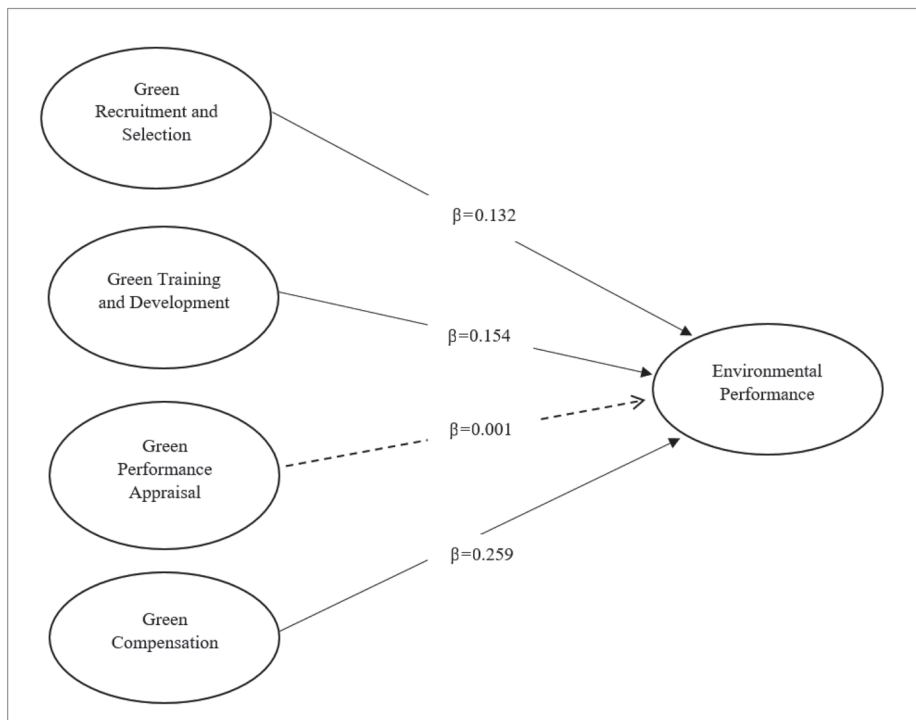 Green
Recruitment and
Selection
β=0.132
Green Training
and Development
β=0.154
Environmental
Performance
Green
Performance
Appraisal
β=0.001
β=0.259
Green
Compensation